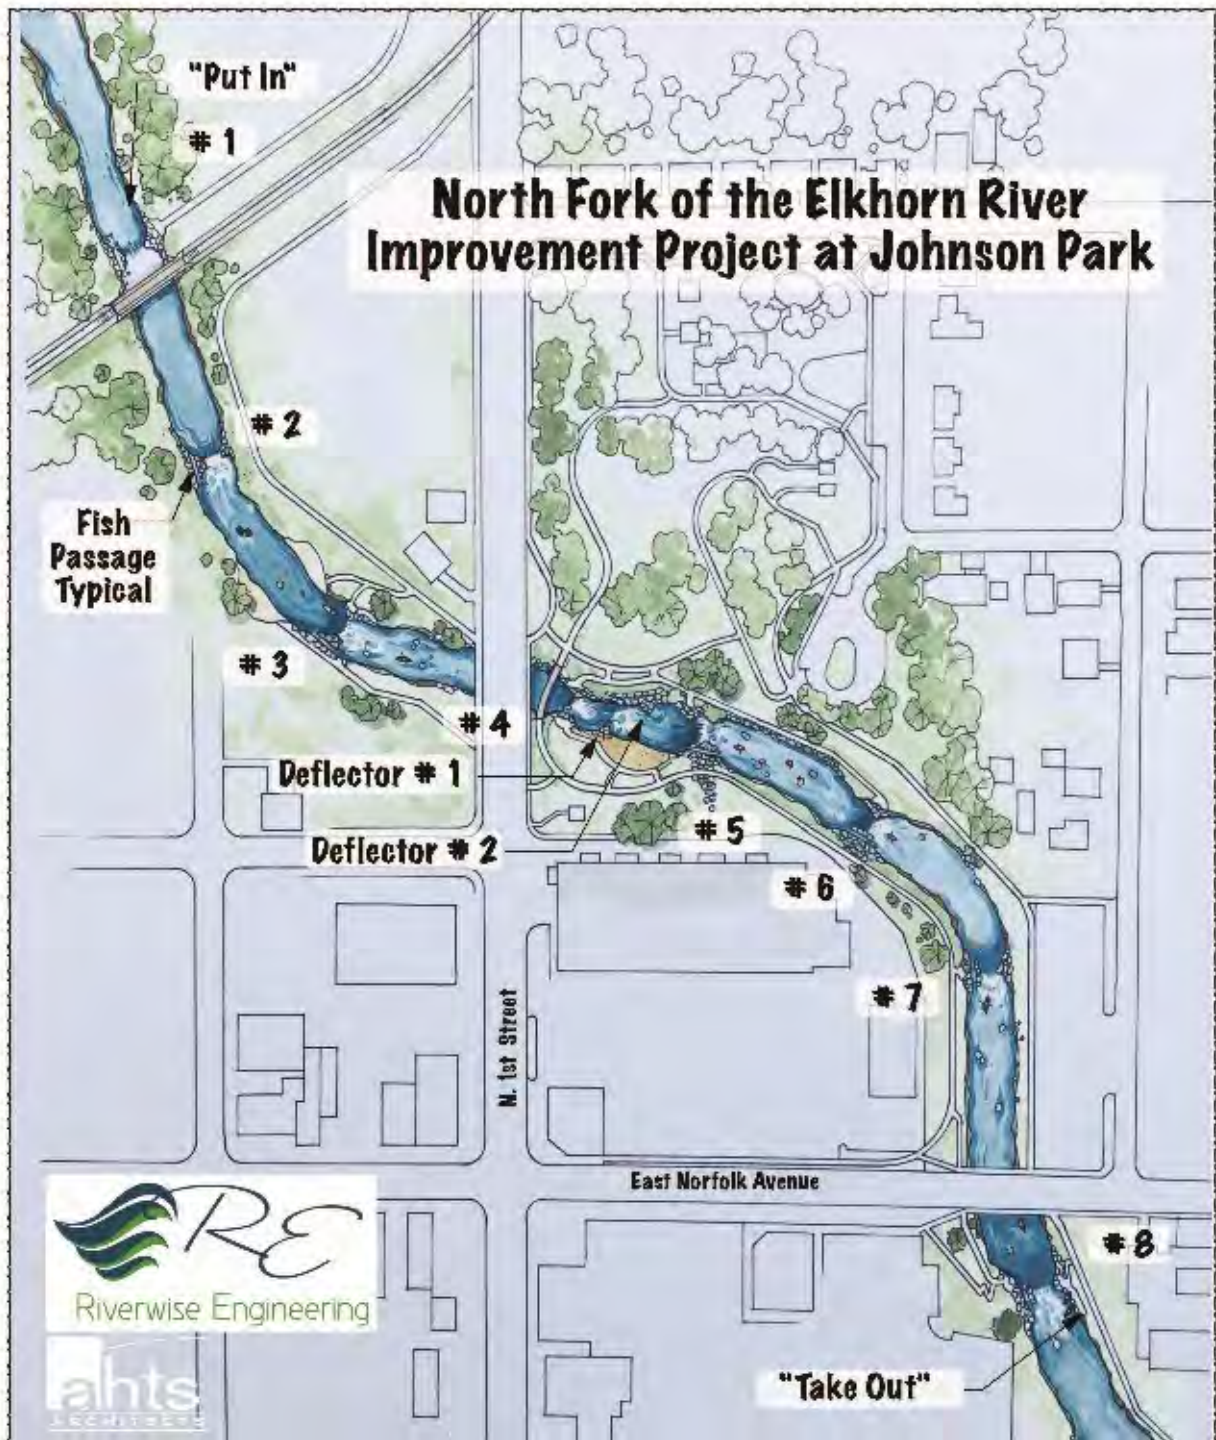 "Put In"
# 1
North Fork of the Elkhorn River
Improvement Project at Johnson Park
# 2
Fish
Passage
Typical
# 3
# 4
Deflector # 1
Deflector # 2
# 5
# 6
# 7
N. 1st Street
East Norfolk Avenue
# 8
RE
Riverwise Engineering
"Take Out"
ahts
ARCHITECTS